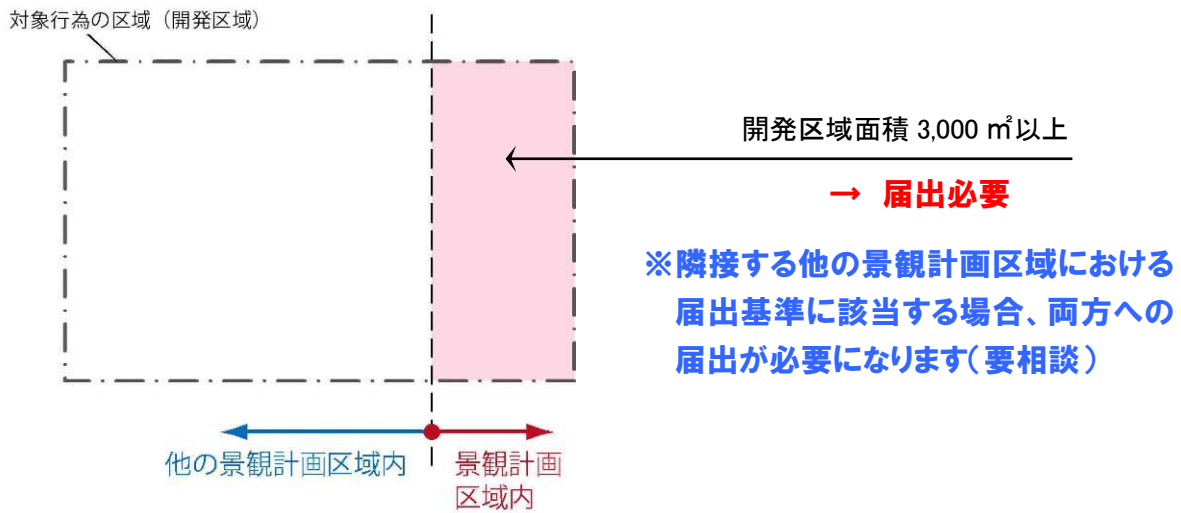 対象行為の区域（開発区域）
開発区域面積 3,000 ㎡以上
→ 届出必要
※隣接する他の景観計画区域における
届出基準に該当する場合、両方への
届出が必要になります（要相談）
他の景観計画区域内
景観計画
区域内